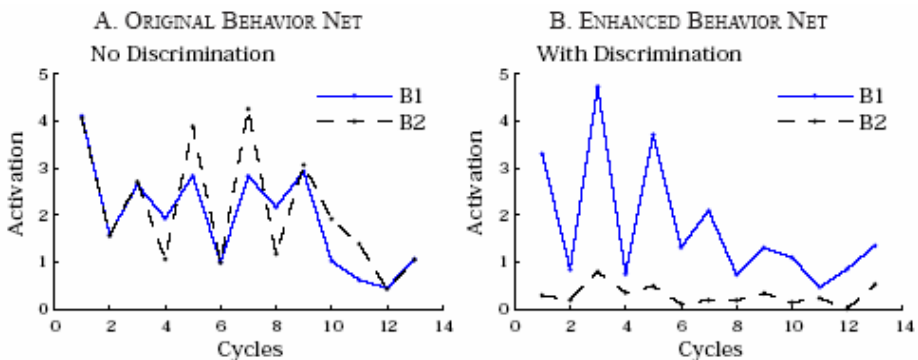 A. ORIGINAL BEHAVIOR NET
No Discrimination
5
4
3
2
1
0
Activation
B1
B2
0 2 4 6 8 10 12 14
Cycles
B. ENHANCED BEHAVIOR NET
With Discrimination
5
4
3
2
1
0
Activation
B1
B2
0 2 4 6 8 10 12 14
Cycles